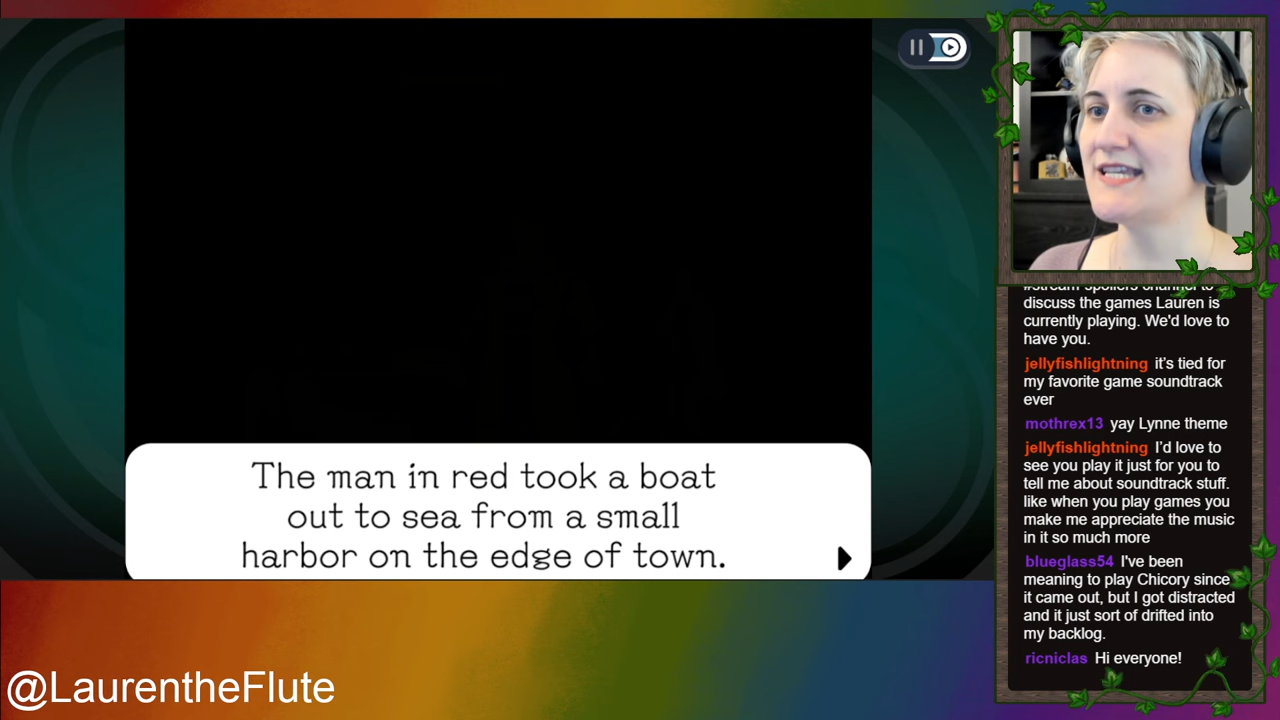 The man in red took a boat
out to sea from a small
harbor on the edge of town.
@LaurentheFlute
#stream-spoilers channel to
discuss the games Lauren is
currently playing. We'd love to
have you.
jellyfishlightning it's tied for
my favorite game soundtrack
ever
mothrex13 yay Lynne theme
jellyfishlightning I'd love to
see you play it just for you to
tell me about soundtrack stuff.
like when you play games you
make me appreciate the music
in it so much more
blueglass54 I've been
meaning to play Chicory since
it came out, but I got distracted
and it just sort of drifted into
my backlog.
ricniclas Hi everyone!